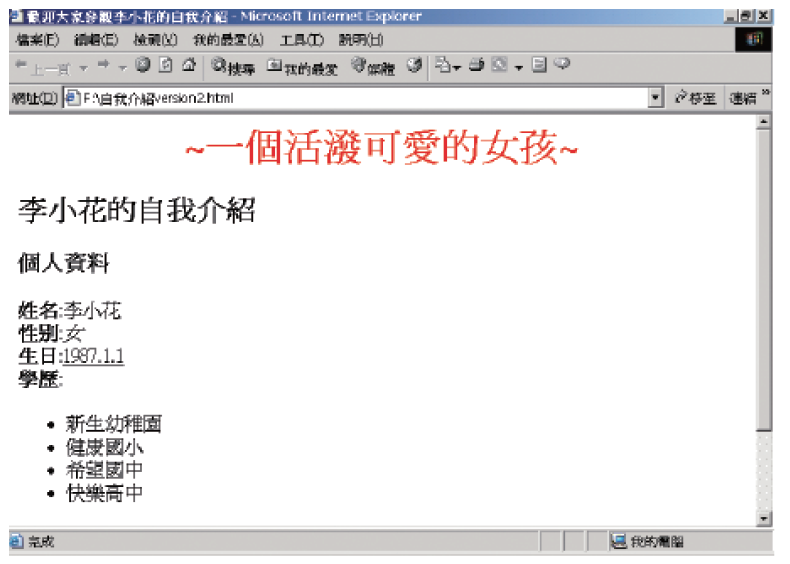 歡迎大家參觀李小花的自我介紹 - Microsoft Internet Explorer
檔案(F) 編輯(E) 檢視(V) 我的最愛(A) 工具(T) 說明(H)
上一頁 搜尋 我的最愛 媒體
網址(D) F:\自我介紹version2.html 移至 連結 »
~一個活潑可愛的女孩~
李小花的自我介紹
個人資料
姓名:李小花
性別:女
生日:1987.1.1
學歷:
• 新生幼稚園
• 健康國小
• 希望國中
• 快樂高中
完成 我的電腦